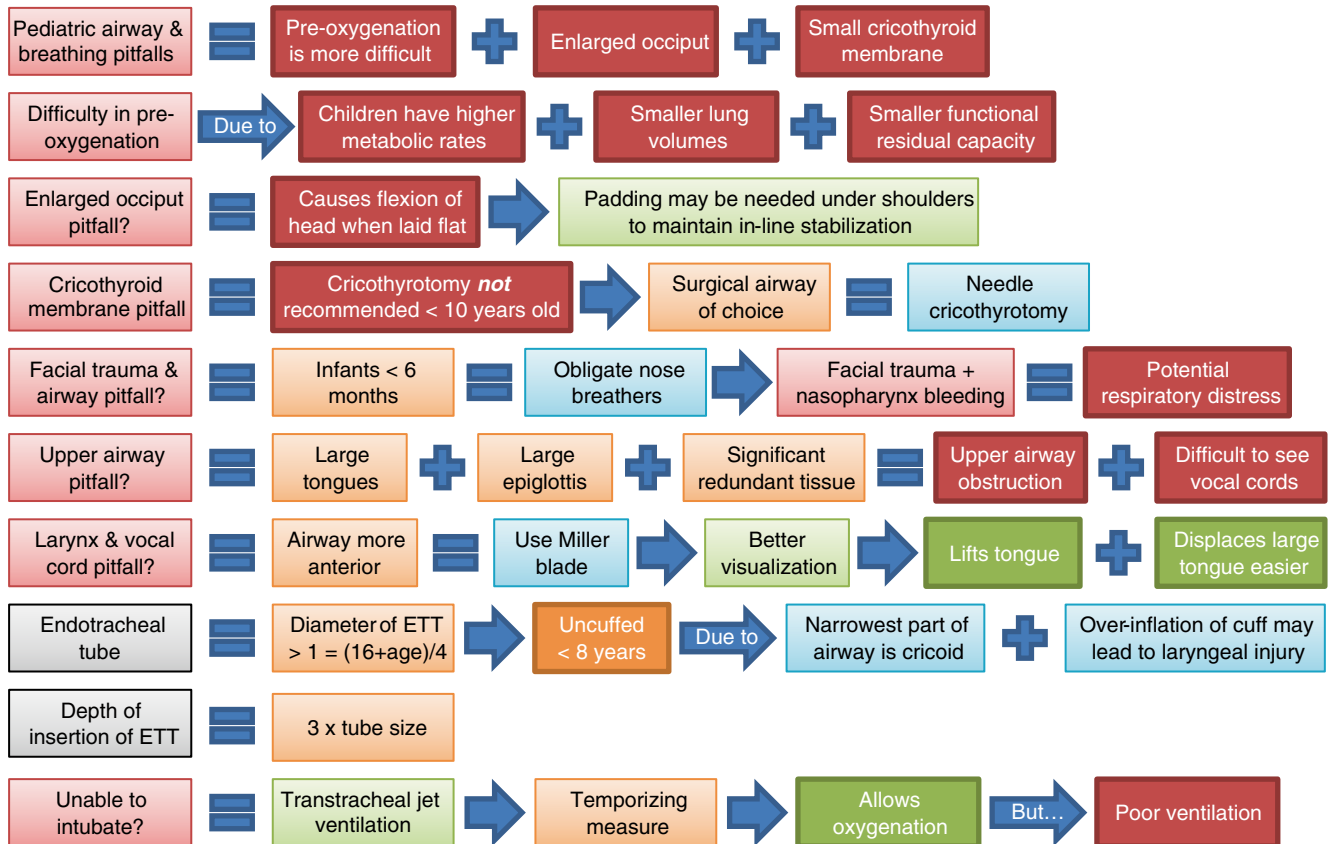 Pediatric airway &
breathing pitfalls
Pre-oxygenation
is more difficult
Enlarged occiput
Small cricothyroid
membrane
Difficulty in pre-
oxygenation
Due to
Children have higher
metabolic rates
Smaller lung
volumes
Smaller functional
residual capacity
Enlarged occiput
pitfall?
Causes flexion of
head when laid flat
Padding may be needed under shoulders
to maintain in-line stabilization
Cricothyroid
membrane pitfall
Cricothyrotomy not
recommended < 10 years old
Surgical airway
of choice
Needle
cricothyrotomy
Facial trauma &
airway pitfall?
Infants < 6
months
Obligate nose
breathers
Facial trauma +
nasopharynx bleeding
Potential
respiratory distress
Upper airway
pitfall?
Large
tongues
Large
epiglottis
Significant
redundant tissue
Upper airway
obstruction
Difficult to see
vocal cords
Larynx & vocal
cord pitfall?
Airway more
anterior
Use Miller
blade
Better
visualization
Lifts tongue
Displaces large
tongue easier
Endotracheal
tube
Diameter of ETT
> 1 = (16+age)/4
Uncuffed
< 8 years
Due to
Narrowest part of
airway is cricoid
Over-inflation of cuff may
lead to laryngeal injury
Depth of
insertion of ETT
3 x tube size
Unable to
intubate?
Transtracheal jet
ventilation
Temporizing
measure
Allows
oxygenation
But...
Poor ventilation